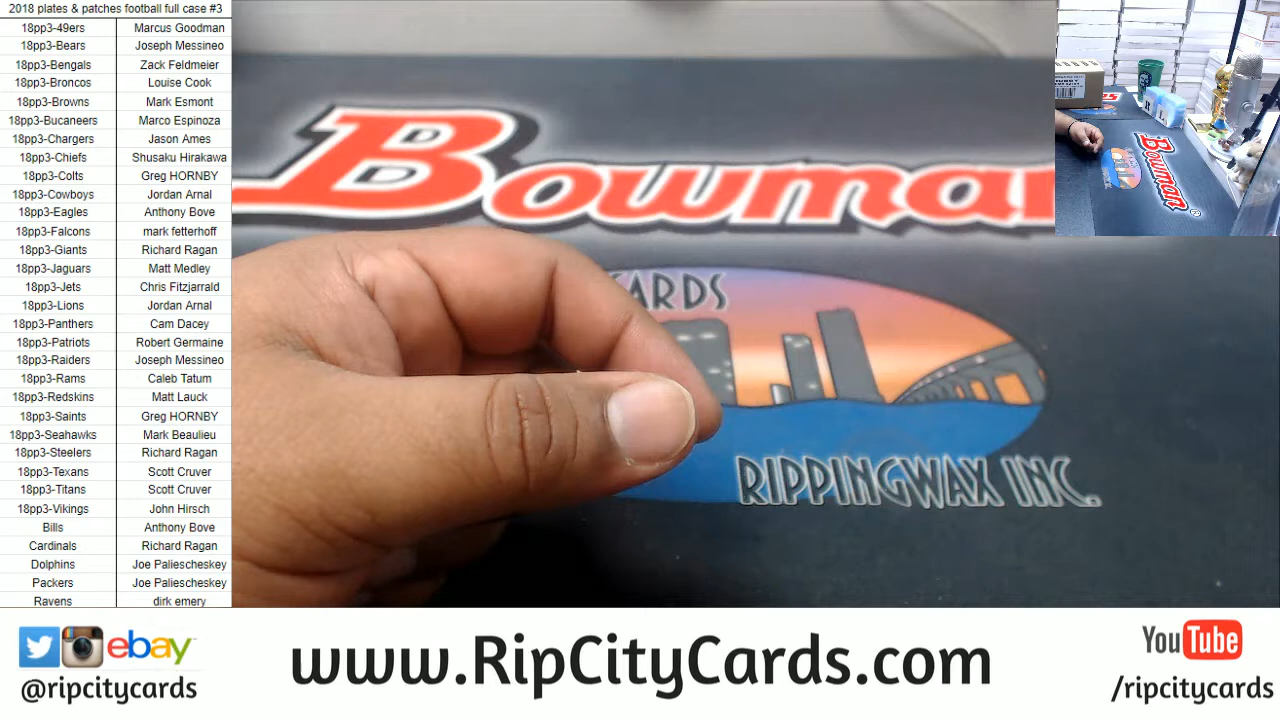 2018 plates & patches football full case #3
18pp3-49ers Marcus Goodman
18pp3-Bears Joseph Messineo
18pp3-Bengals Zack Feldmeier
18pp3-Broncos Louise Cook
18pp3-Browns Mark Esmont
18pp3-Bucaneers Marco Espinoza
18pp3-Chargers Jason Ames
18pp3-Chiefs Shusaku Hirakawa
18pp3-Colts Greg HORNBY
18pp3-Cowboys Jordan Arnal
18pp3-Eagles Anthony Bove
18pp3-Falcons mark fetterhoff
18pp3-Giants Richard Ragan
18pp3-Jaguars Matt Medley
18pp3-Jets Chris Fitzjarrald
18pp3-Lions Jordan Arnal
18pp3-Panthers Cam Dacey
18pp3-Patriots Robert Germaine
18pp3-Raiders Joseph Messineo
18pp3-Rams Caleb Tatum
18pp3-Redskins Matt Lauck
18pp3-Saints Greg HORNBY
18pp3-Seahawks Mark Beaulieu
18pp3-Steelers Richard Ragan
18pp3-Texans Scott Cruver
18pp3-Titans Scott Cruver
18pp3-Vikings John Hirsch
Bills Anthony Bove
Cardinals Richard Ragan
Dolphins Joe Paliescheskey
Packers Joe Paliescheskey
Ravens dirk emery
Bowman
CARDS
RIPPINGWAX INC.
Bowman®
ebay
@ripcitycards
www.RipCityCards.com
YouTube
/ripcitycards